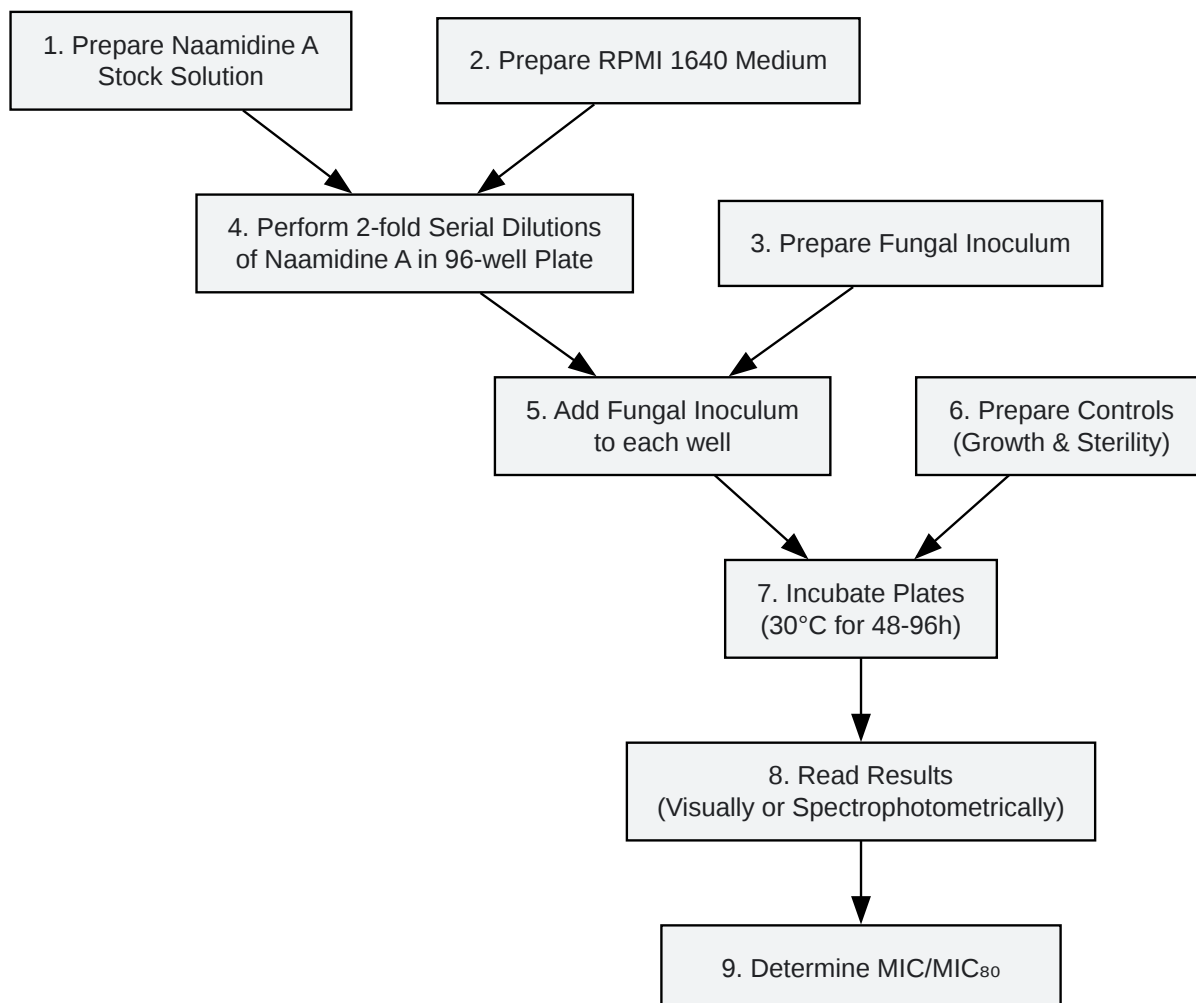 1. Prepare Naamidine A
Stock Solution
2. Prepare RPMI 1640 Medium
4. Perform 2-fold Serial Dilutions
of Naamidine A in 96-well Plate
3. Prepare Fungal Inoculum
5. Add Fungal Inoculum
to each well
6. Prepare Controls
(Growth & Sterility)
7. Incubate Plates
(30°C for 48-96h)
8. Read Results
(Visually or Spectrophotometrically)
9. Determine MIC/MIC₈₀